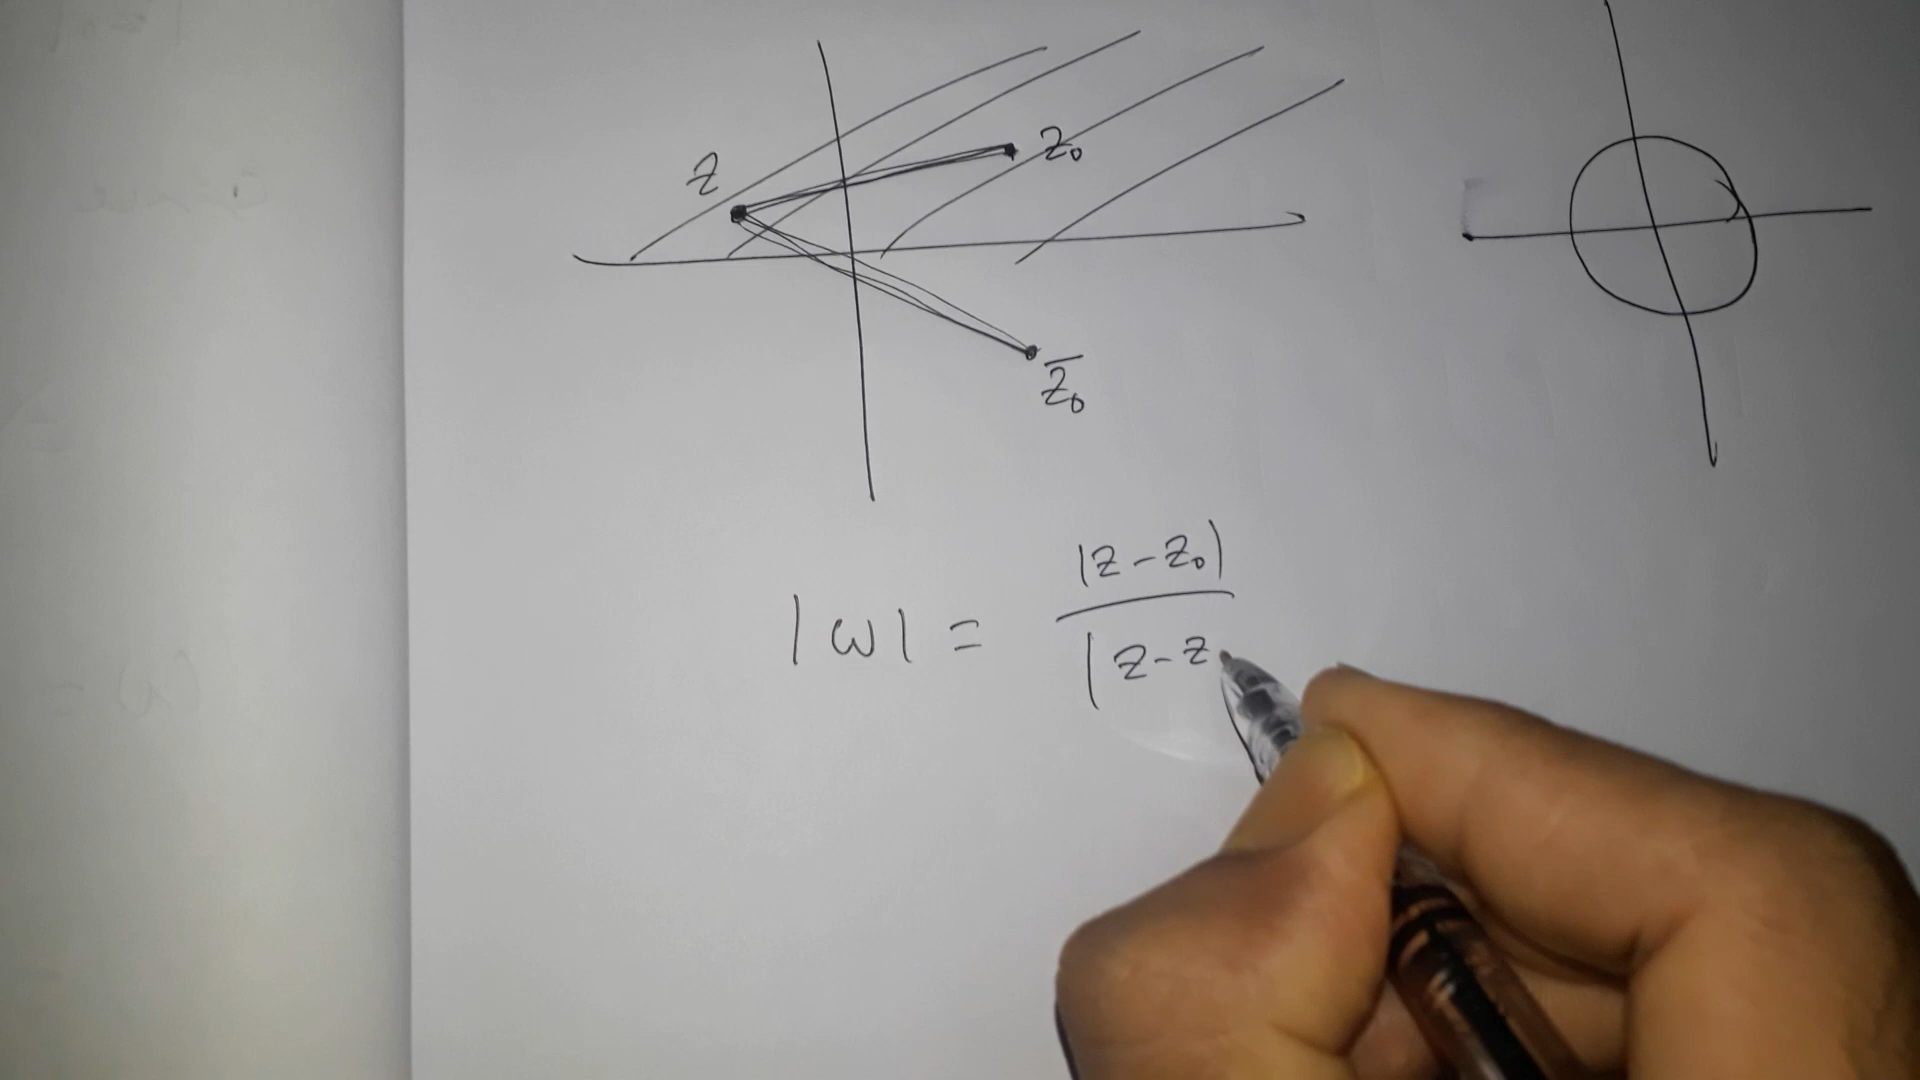 z
z₀
z̄₀
|ω| = |z - z₀| / |z - z